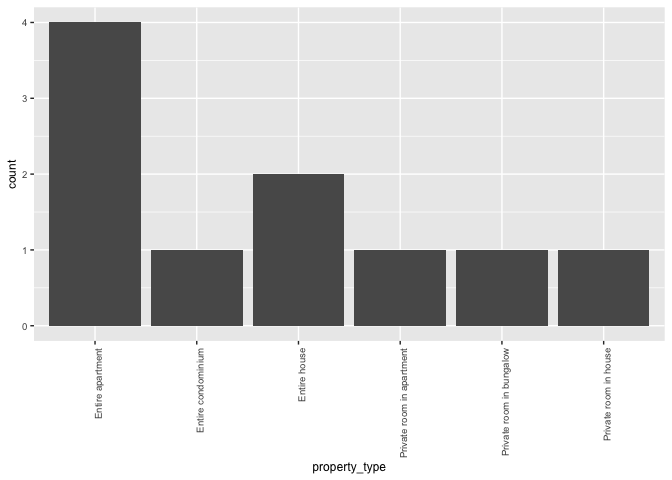 count
4
3
2
1
0
Entire apartment
Entire condominium
Entire house
Private room in apartment
Private room in bungalow
Private room in house
property_type